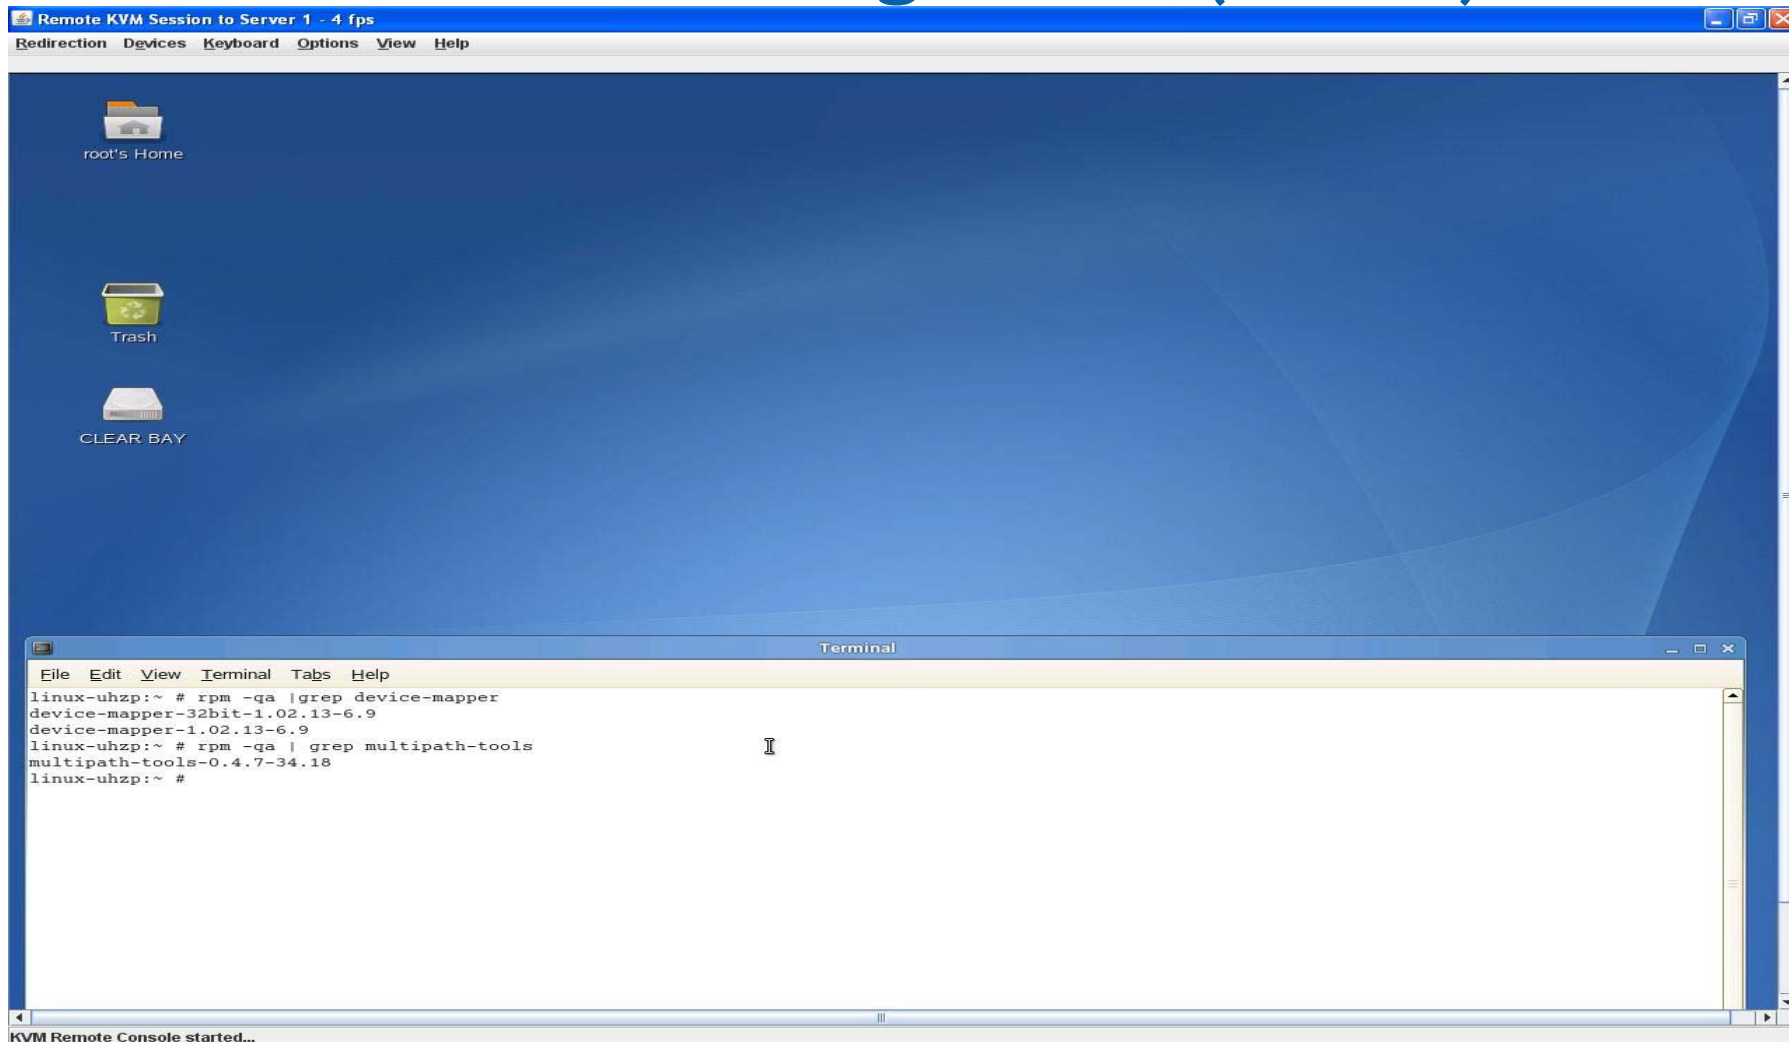 Remote KVM Session to Server 1 - 4 fps
Redirection Devices Keyboard Options View Help
root's Home
Trash
CLEAR BAY
Terminal
File Edit View Terminal Tabs Help
linux-uhzp:~ # rpm -qa |grep device-mapper
device-mapper-32bit-1.02.13-6.9
device-mapper-1.02.13-6.9
linux-uhzp:~ # rpm -qa | grep multipath-tools
multipath-tools-0.4.7-34.18
linux-uhzp:~ #
KVM Remote Console started...